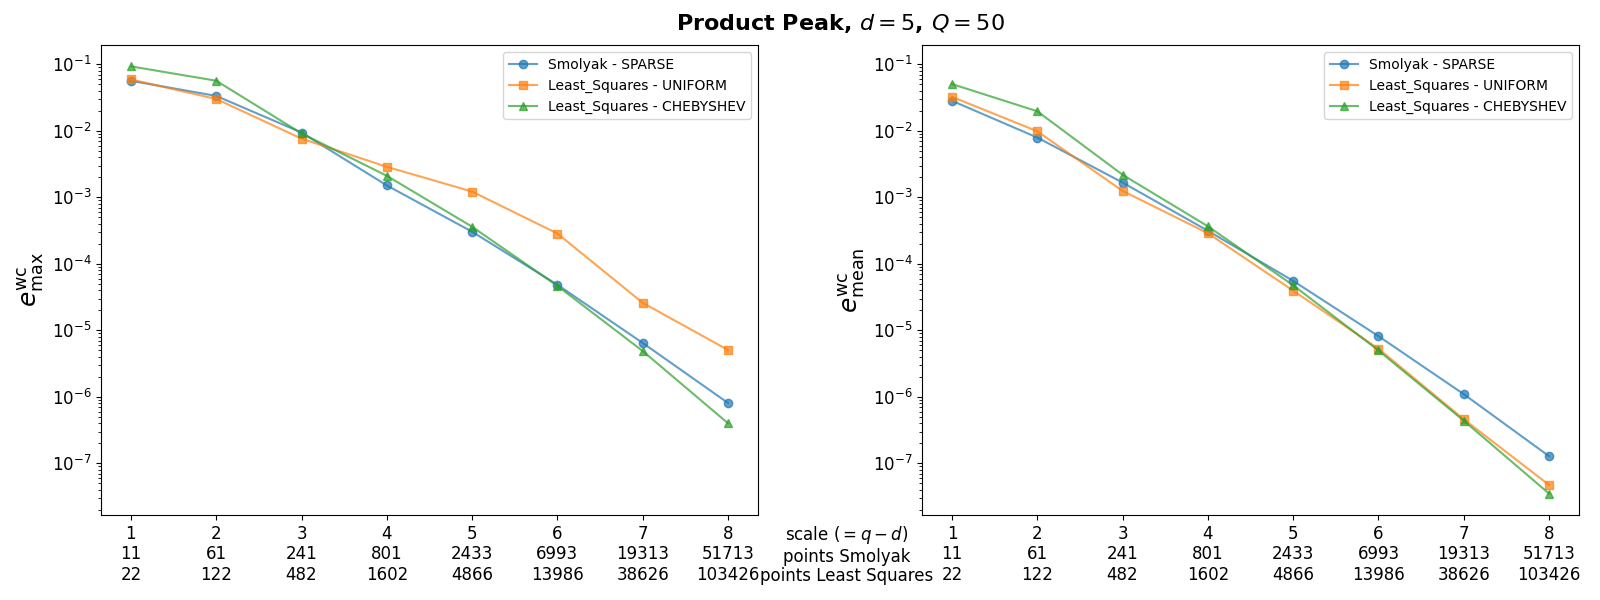 Product Peak, d = 5, Q = 50
Smolyak - SPARSE
Least_Squares - UNIFORM
Least_Squares - CHEBYSHEV
10⁻¹
10⁻²
10⁻³
10⁻⁴
10⁻⁵
10⁻⁶
10⁻⁷
e^wc_max
1 2 3 4 5 6 7 8
11 61 241 801 2433 6993 19313 51713
22 122 482 1602 4866 13986 38626 103426
scale (= q − d)
points Smolyak
points Least Squares
Smolyak - SPARSE
Least_Squares - UNIFORM
Least_Squares - CHEBYSHEV
10⁻¹
10⁻²
10⁻³
10⁻⁴
10⁻⁵
10⁻⁶
10⁻⁷
e^wc_mean
1 2 3 4 5 6 7 8
11 61 241 801 2433 6993 19313 51713
22 122 482 1602 4866 13986 38626 103426